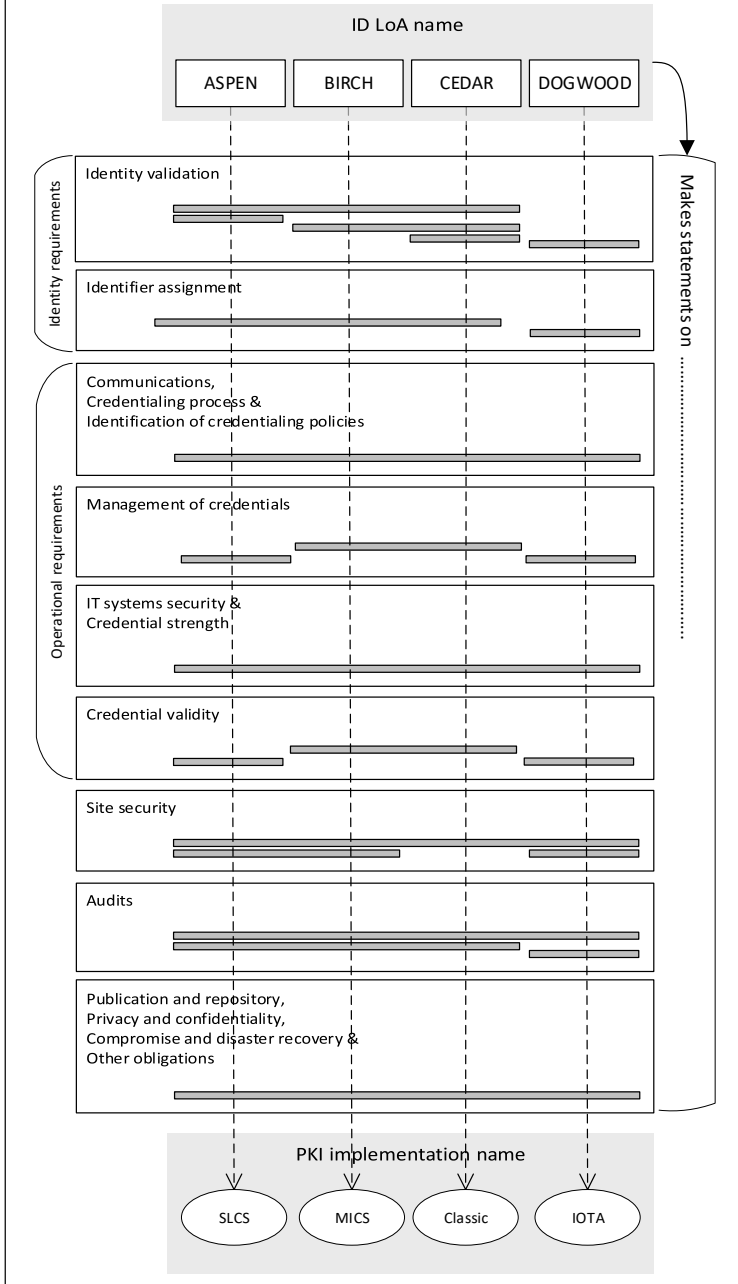 ID LoA name
ASPEN
BIRCH
CEDAR
DOGWOOD
Identity requirements
Identity validation
Makes statements on
Identifier assignment
Operational requirements
Communications,
Credentialing process &
Identification of credentialing policies
Management of credentials
IT systems security &
Credential strength
Credential validity
Site security
Audits
Publication and repository,
Privacy and confidentiality,
Compromise and disaster recovery &
Other obligations
PKI implementation name
SLCS
MICS
Classic
IOTA